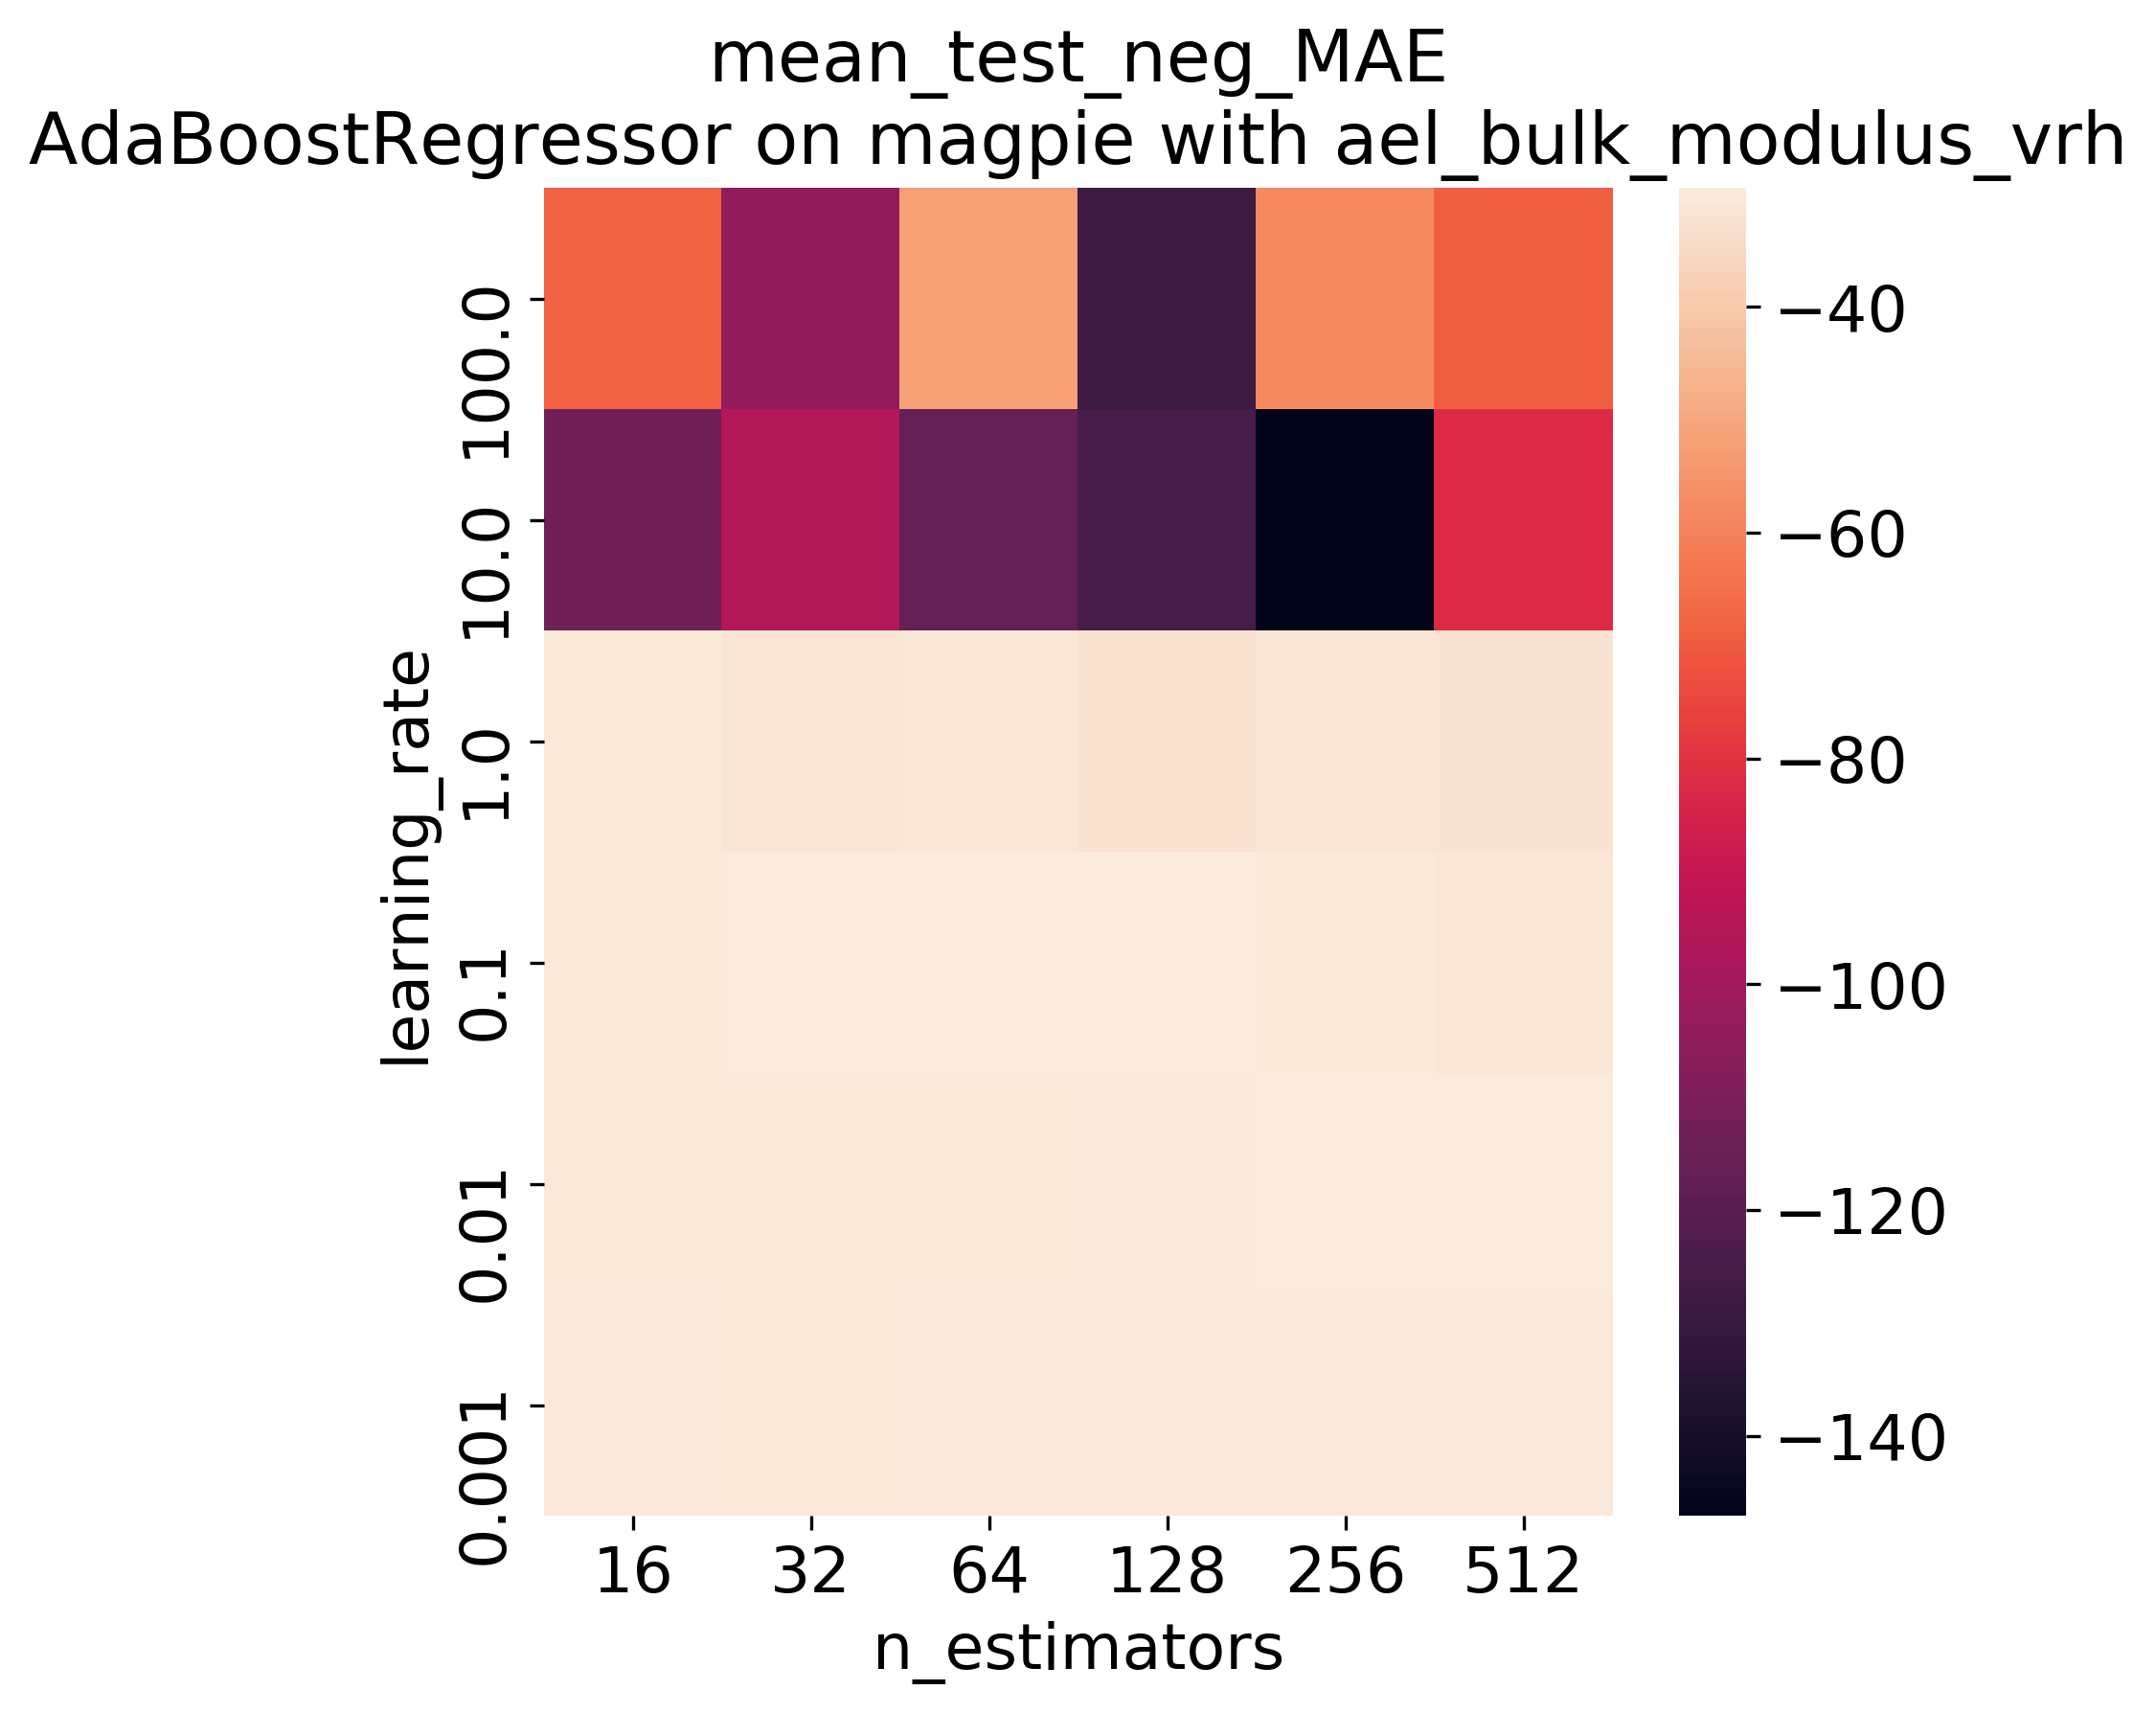 mean_test_neg_MAE
AdaBoostRegressor on magpie with ael_bulk_modulus_vrh
learning_rate
100.0
10.0
1.0
0.1
0.01
0.001
16 32 64 128 256 512
n_estimators
−40
−60
−80
−100
−120
−140